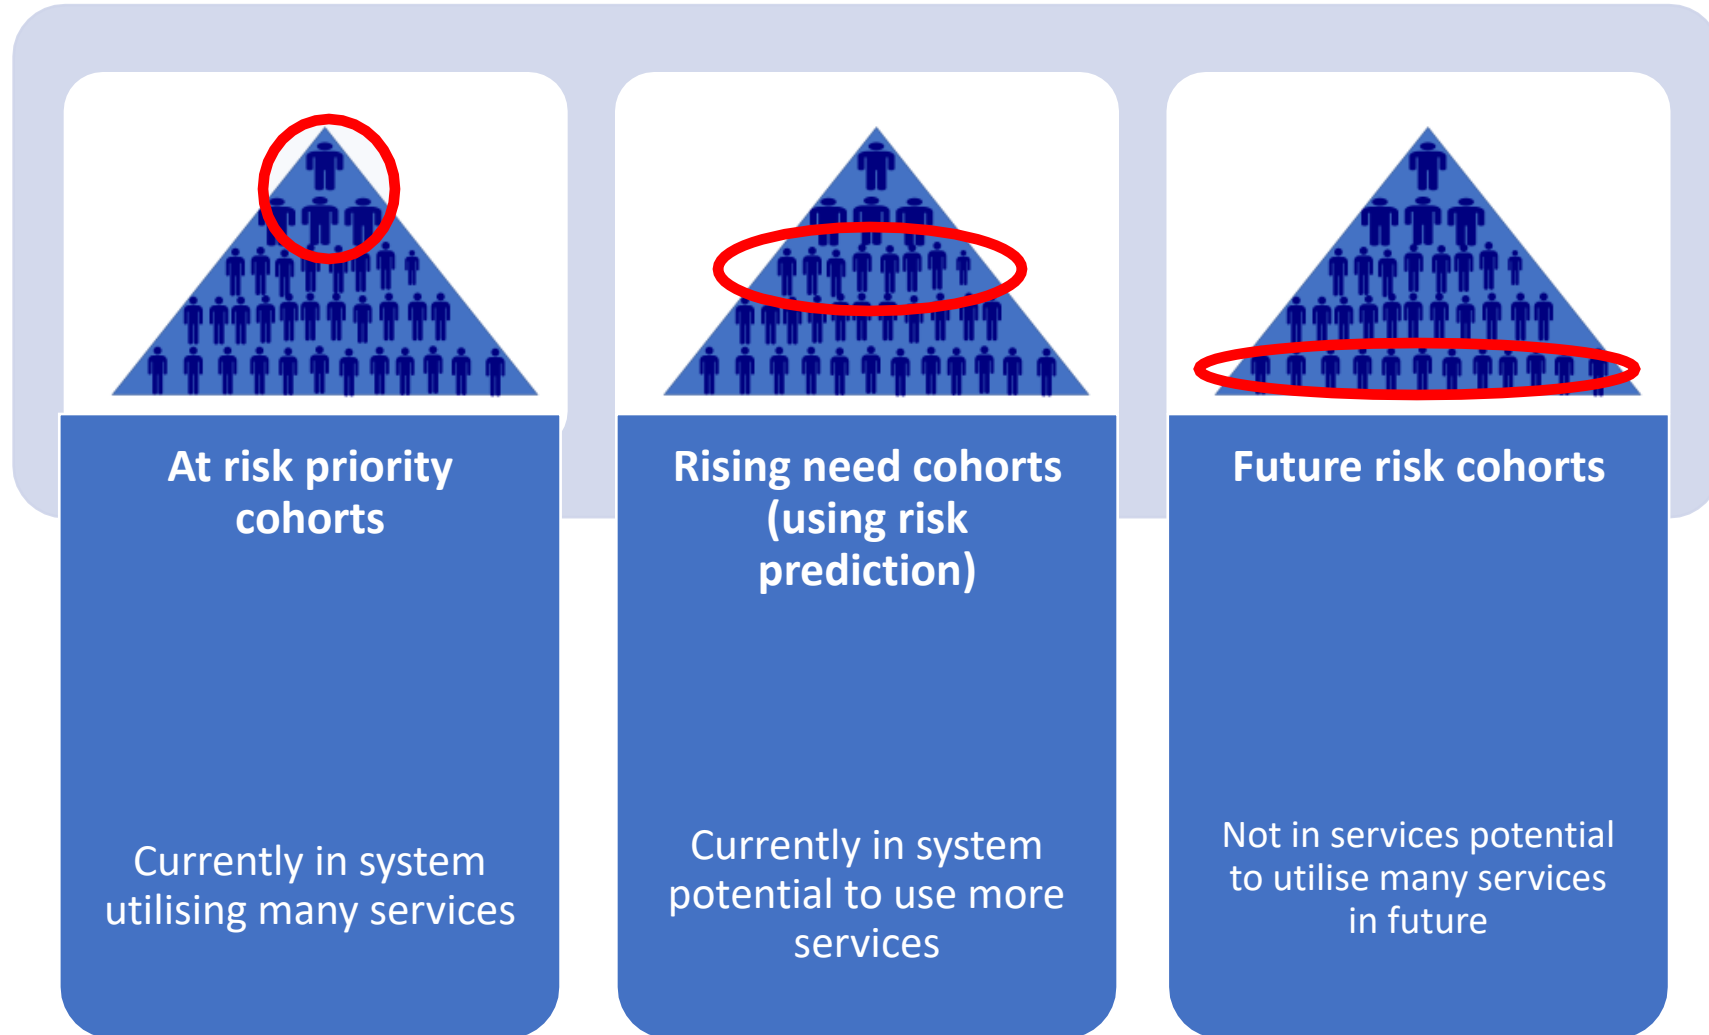 At risk priority
cohorts
Currently in system
utilising many services
Rising need cohorts
(using risk
prediction)
Currently in system
potential to use more
services
Future risk cohorts
Not in services potential
to utilise many services
in future